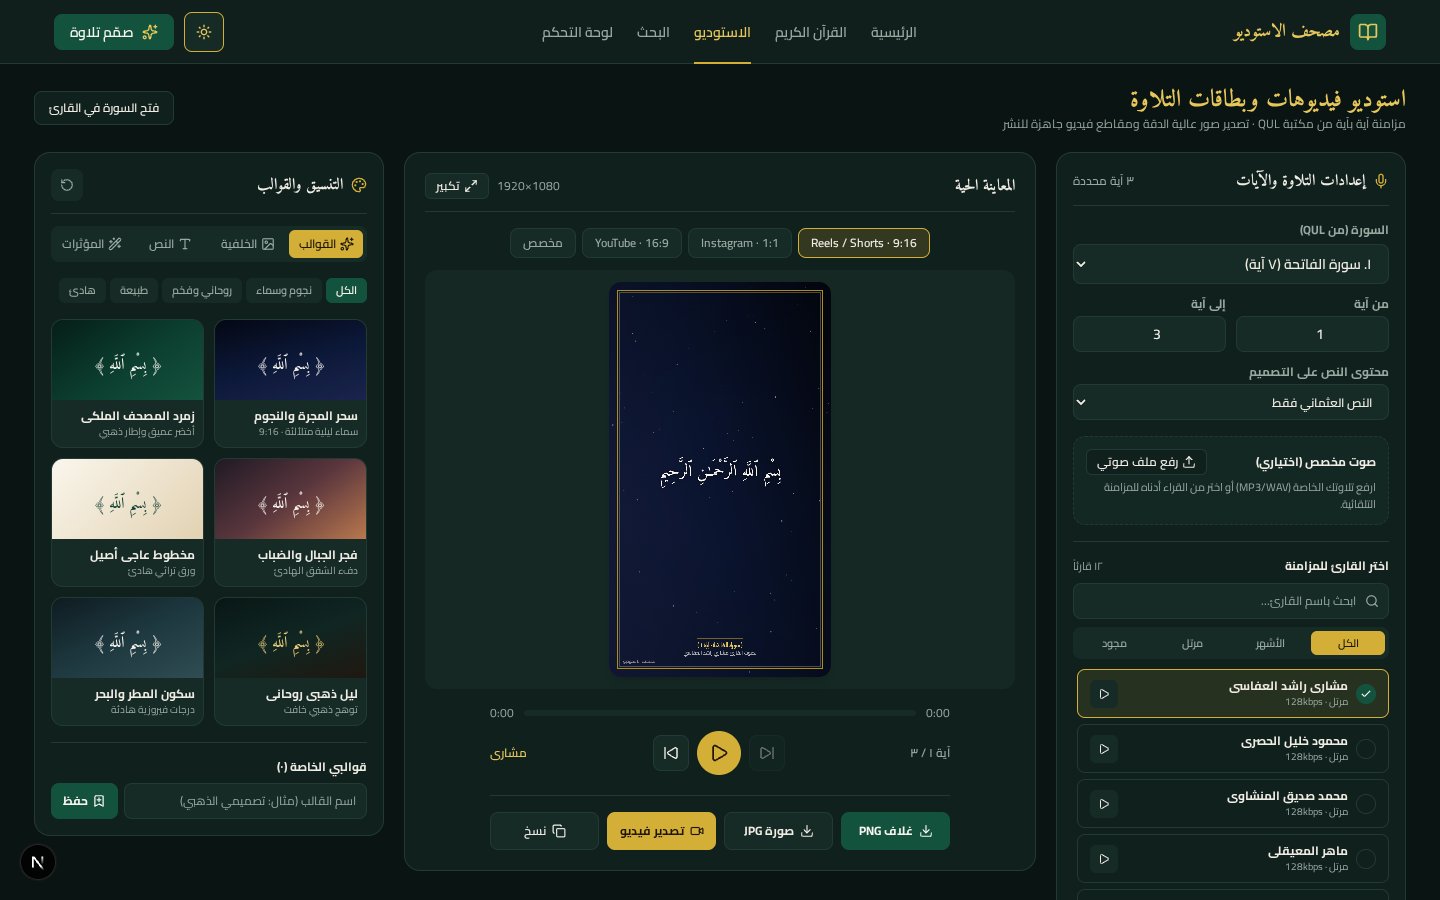 مصحف الاستوديو
الرئيسية
القرآن الكريم
الاستوديو
البحث
لوحة التحكم
صمّم تلاوة
استوديو فيديوهات وبطاقات التلاوة
مزامنة آية بآية من مكتبة QUL · تصدير صور عالية الدقة ومقاطع فيديو جاهزة للنشر
فتح السورة في القارئ
إعدادات التلاوة والآيات
٣ آية محددة
السورة (من QUL)
١. سورة الفاتحة (٧ آية)
من آية
إلى آية
1
3
محتوى النص على التصميم
النص العثماني فقط
صوت مخصص (اختياري)
رفع ملف صوتي
ارفع تلاوتك الخاصة (MP3/WAV) أو اختر من القراء أدناه للمزامنة
التلقائية.
اختر القارئ للمزامنة
١٢ قارئاً
ابحث باسم القارئ...
الكل
الأشهر
مرتل
مجود
مشاري راشد العفاسي
مرتل · 128kbps
محمود خليل الحصري
مرتل · 128kbps
محمد صديق المنشاوي
مرتل · 128kbps
ماهر المعيقلي
مرتل · 128kbps
المعاينة الحية
1920×1080
تكبير
Reels / Shorts · 9:16
Instagram · 1:1
YouTube · 16:9
مخصص
بِسْمِ ٱللَّهِ ٱلرَّحْمَـٰنِ ٱلرَّحِيمِ
0:00
0:00
آية ١ / ٣
مشاري
غلاف PNG
صورة JPG
تصدير فيديو
نسخ
التنسيق والقوالب
القوالب
الخلفية
النص
المؤثرات
الكل
نجوم وسماء
روحاني وفخم
طبيعة
هادئ
﴿ بِسْمِ ٱللَّهِ ﴾
سحر المجرة والنجوم
سماء ليلية متلألئة · 9:16
﴿ بِسْمِ ٱللَّهِ ﴾
زمرد المصحف الملكي
أخضر عميق وإطار ذهبي
﴿ بِسْمِ ٱللَّهِ ﴾
فجر الجبال والضباب
دفء الشفق الهادئ
﴿ بِسْمِ ٱللَّهِ ﴾
مخطوط عاجي أصيل
ورق تراثي هادئ
﴿ بِسْمِ ٱللَّهِ ﴾
ليل ذهبي روحاني
توهج ذهبي خافت
﴿ بِسْمِ ٱللَّهِ ﴾
سكون المطر والبحر
درجات فيروزية هادئة
قوالبي الخاصة (٠)
اسم القالب (مثال: تصميمي الذهبي)
حفظ
N